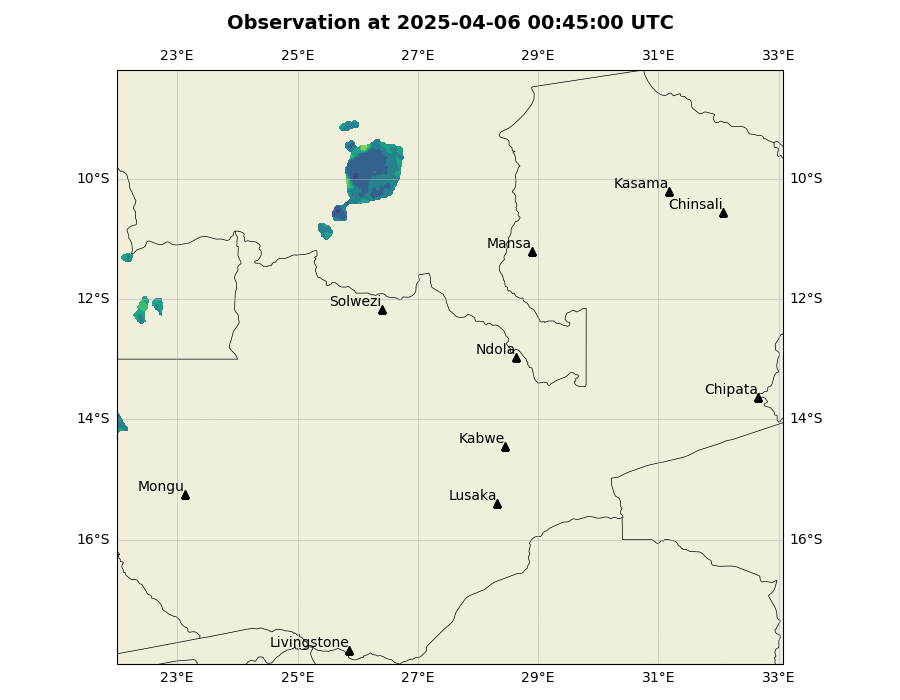 Observation at 2025-04-06 00:45:00 UTC
23°E 25°E 27°E 29°E 31°E 33°E
10°S 10°S
Kasama
Chinsali
Mansa
12°S 12°S
Solwezi
Ndola
Chipata
14°S 14°S
Kabwe
Mongu
Lusaka
16°S 16°S
Livingstone
23°E 25°E 27°E 29°E 31°E 33°E